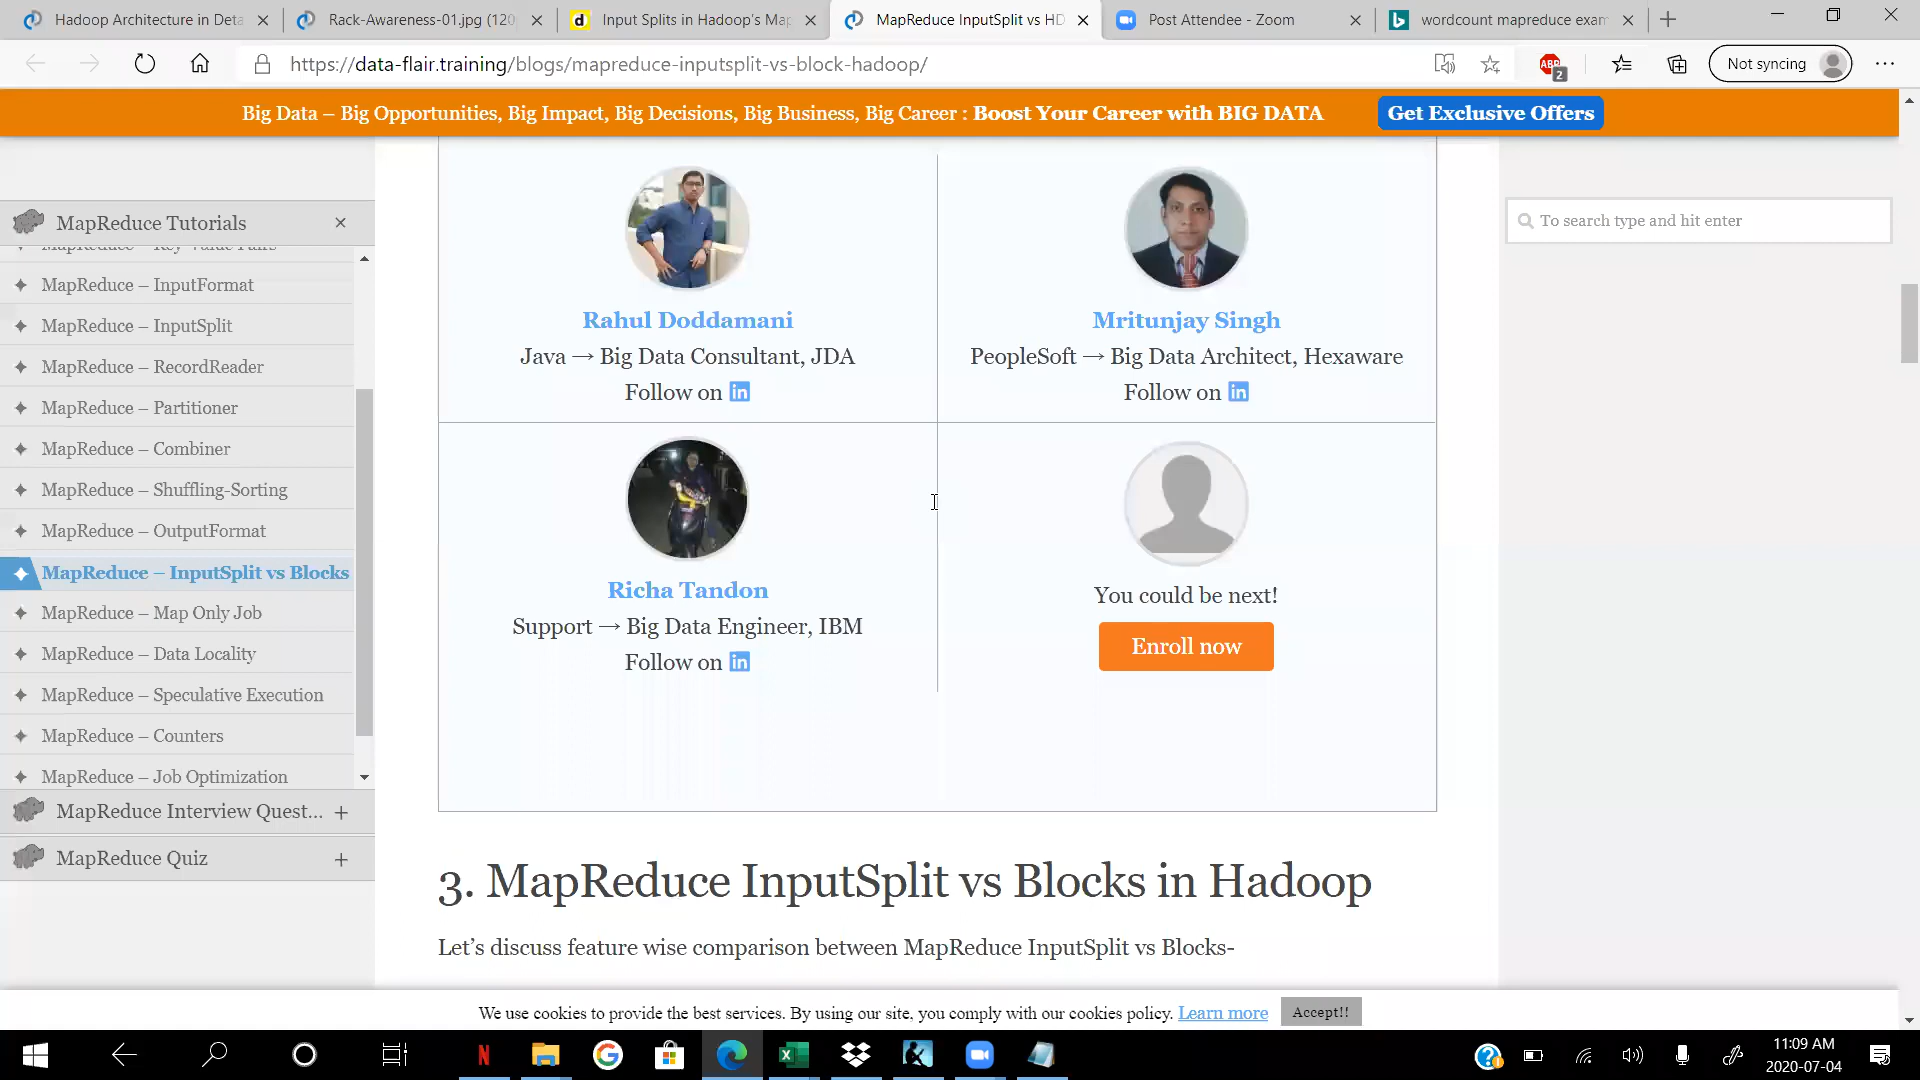 Hadoop Architecture in Deta
Rack-Awareness-01.jpg (120
Input Splits in Hadoop's Map
MapReduce InputSplit vs HD
Post Attendee - Zoom
wordcount mapreduce exam
https://data-flair.training/blogs/mapreduce-inputsplit-vs-block-hadoop/
ABP
2
Not syncing
Big Data – Big Opportunities, Big Impact, Big Decisions, Big Business, Big Career : Boost Your Career with BIG DATA
Get Exclusive Offers
MapReduce Tutorials
MapReduce – Key Value Pairs
MapReduce – InputFormat
MapReduce – InputSplit
MapReduce – RecordReader
MapReduce – Partitioner
MapReduce – Combiner
MapReduce – Shuffling-Sorting
MapReduce – OutputFormat
MapReduce – InputSplit vs Blocks
MapReduce – Map Only Job
MapReduce – Data Locality
MapReduce – Speculative Execution
MapReduce – Counters
MapReduce – Job Optimization
MapReduce Interview Quest...
MapReduce Quiz
Rahul Doddamani
Java → Big Data Consultant, JDA
Follow on in
Mritunjay Singh
PeopleSoft → Big Data Architect, Hexaware
Follow on in
Richa Tandon
Support → Big Data Engineer, IBM
Follow on in
You could be next!
Enroll now
3. MapReduce InputSplit vs Blocks in Hadoop
Let's discuss feature wise comparison between MapReduce InputSplit vs Blocks-
To search type and hit enter
We use cookies to provide the best services. By using our site, you comply with our cookies policy. Learn more
Accept!!
11:09 AM
2020-07-04